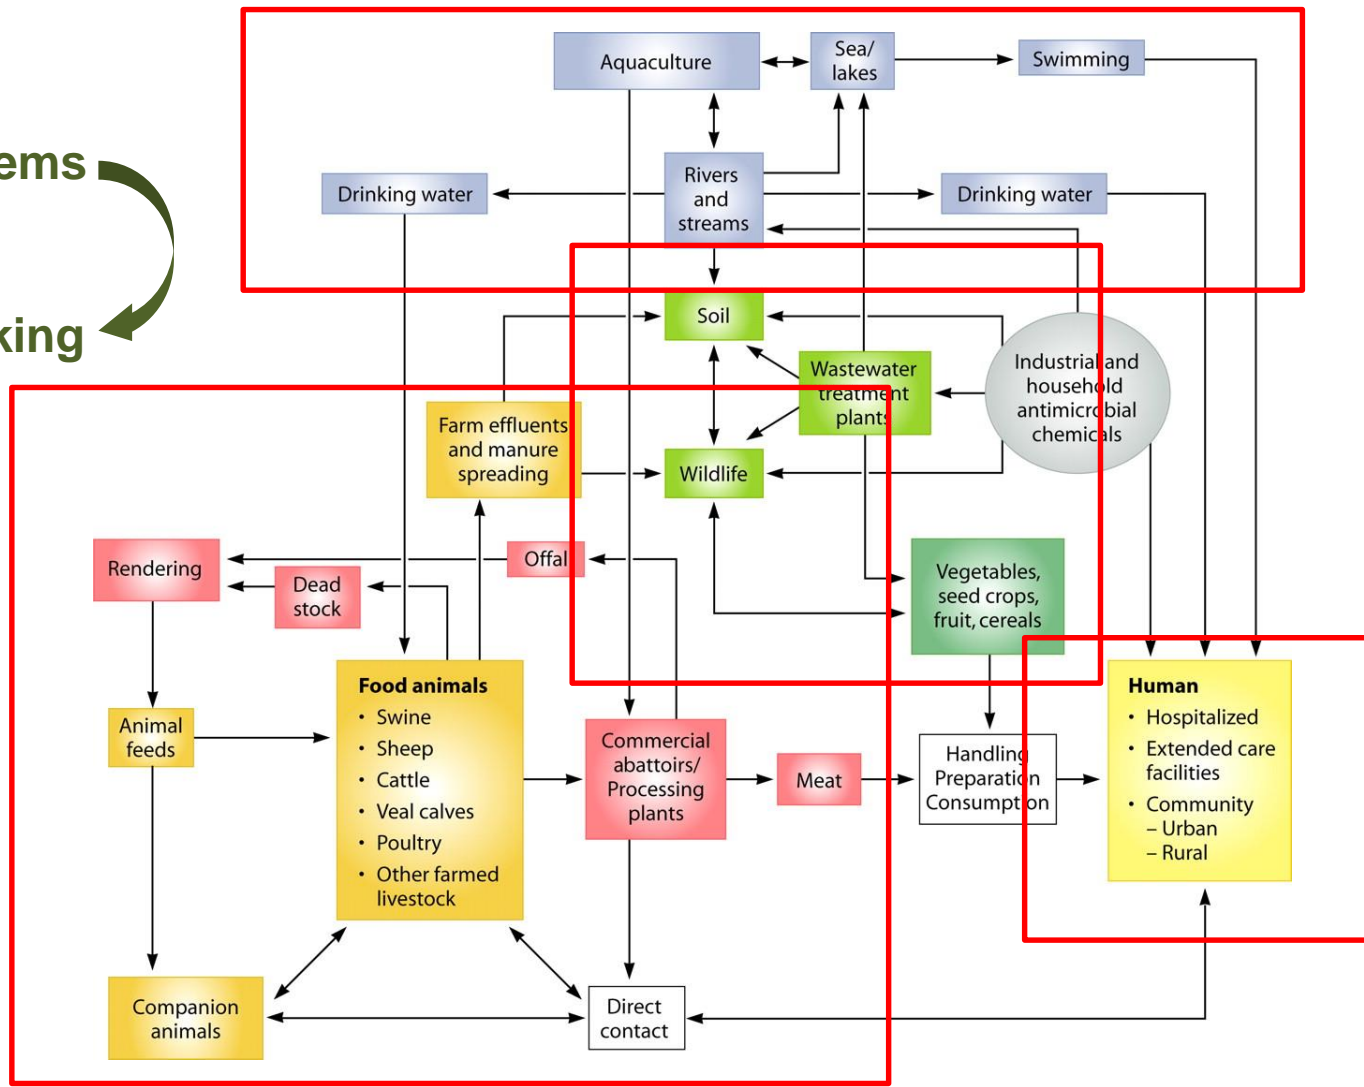 Aquaculture
Sea/
lakes
Swimming
ems
Drinking water
Rivers
and
streams
Drinking water
king
Soil
Wastewater
treatment
plants
Industrial and
household
antimicrobial
chemicals
Farm effluents
and manure
spreading
Wildlife
Rendering
Dead
stock
Offal
Vegetables,
seed crops,
fruit, cereals
Animal
feeds
Food animals
• Swine
• Sheep
• Cattle
• Veal calves
• Poultry
• Other farmed
livestock
Commercial
abattoirs/
Processing
plants
Meat
Handling
Preparation
Consumption
Human
• Hospitalized
• Extended care
facilities
• Community
– Urban
– Rural
Companion
animals
Direct
contact